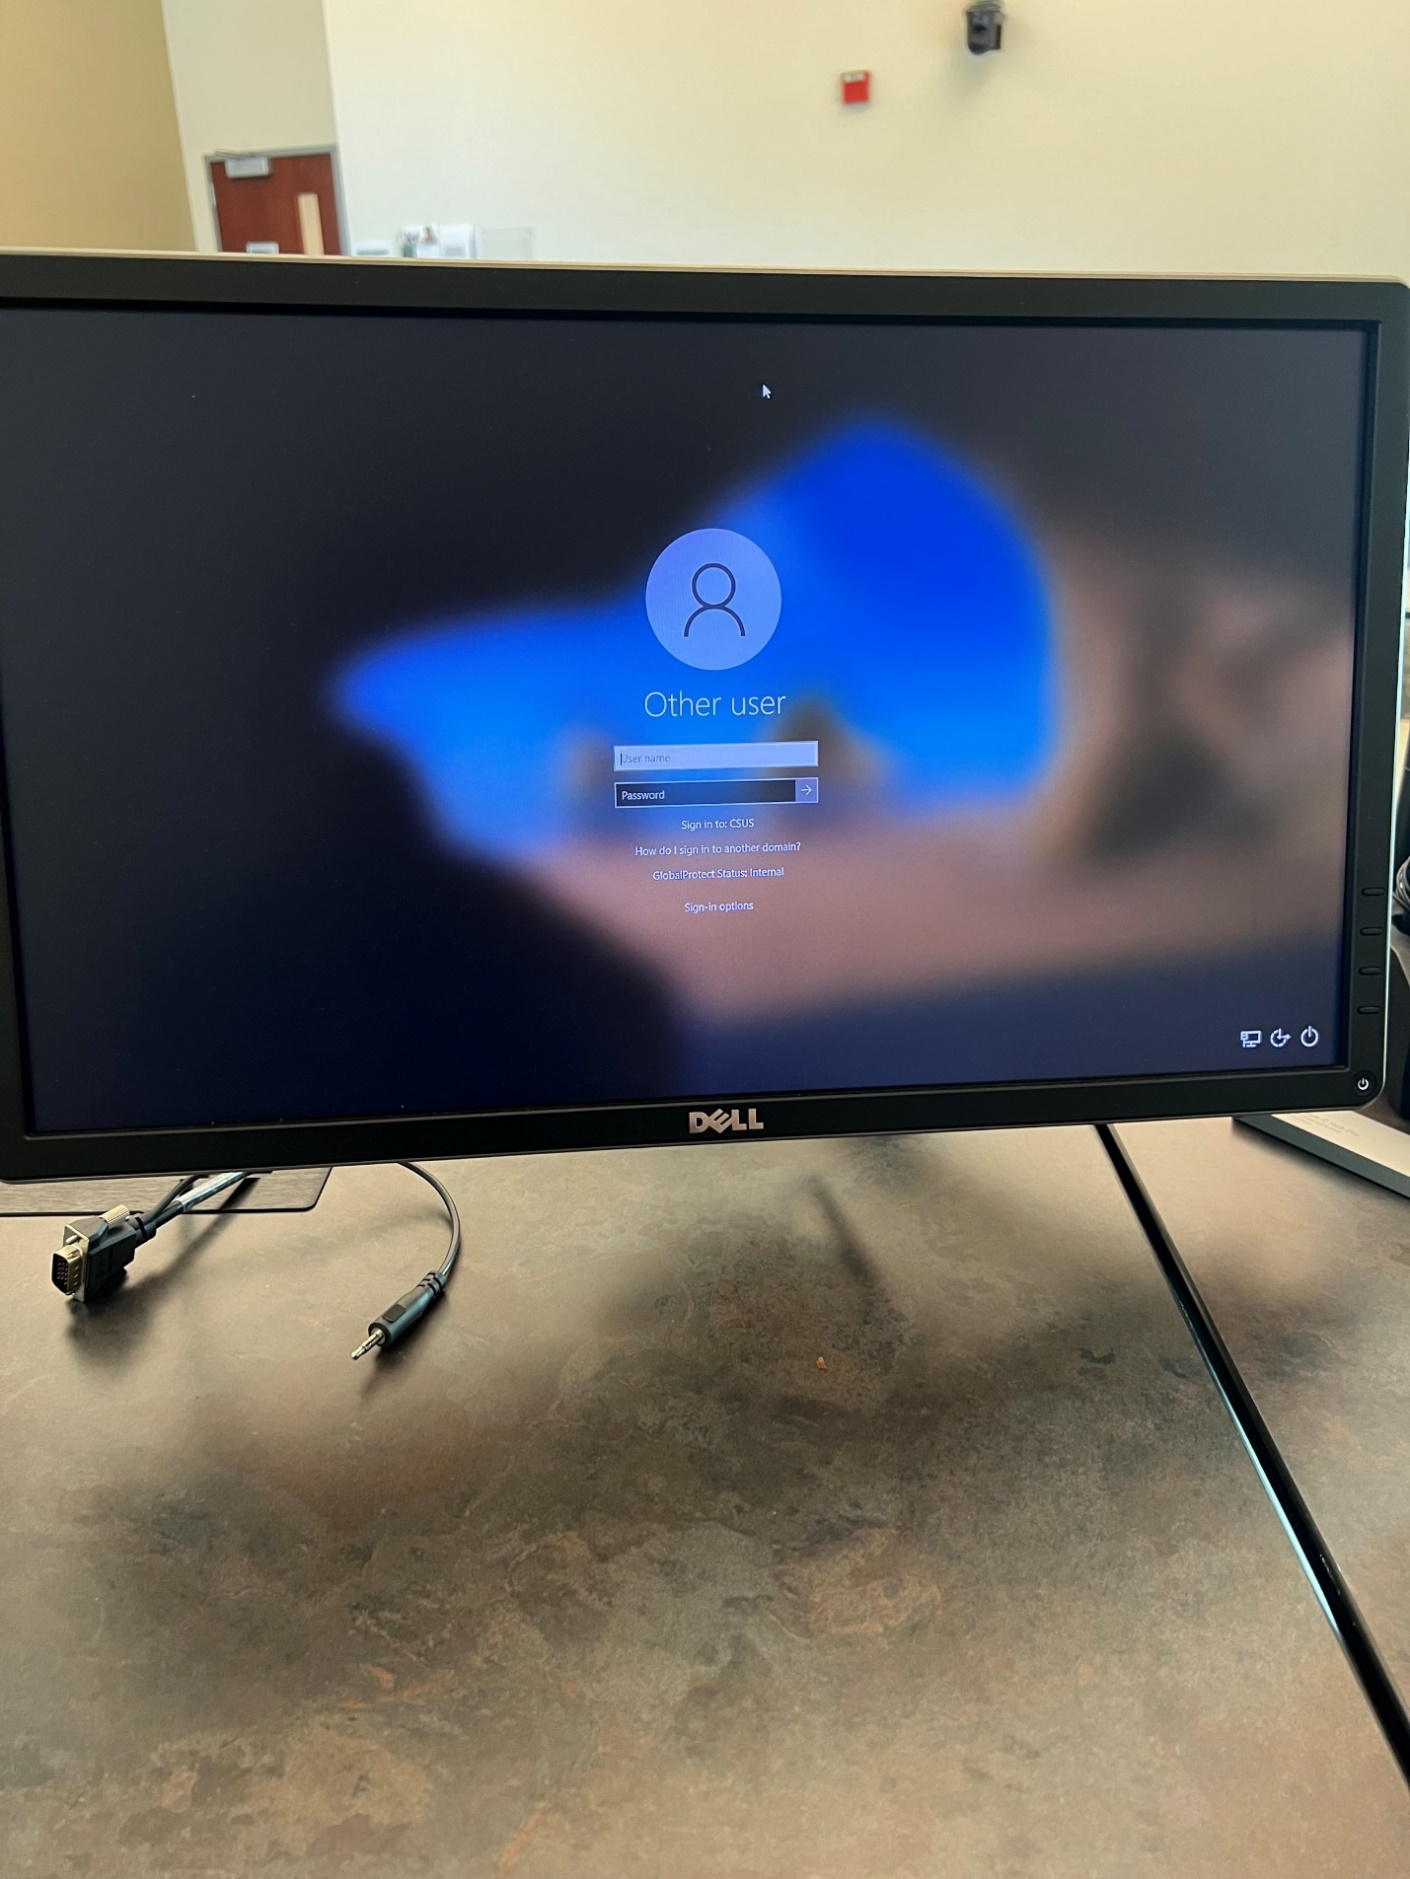 Other user
User name
Password
Sign in to: CSUS
How do I sign in to another domain?
GlobalProtect Status: Internal
Sign-in options
DELL